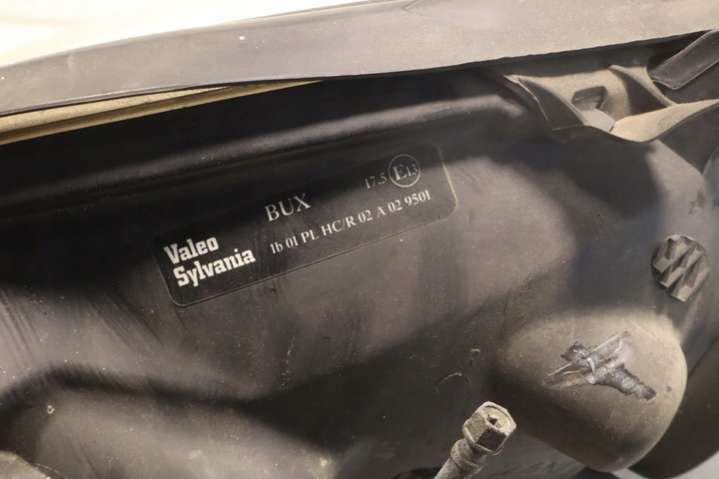 BUX 17.5 E13
Valeo 1b 01 PL HC/R 02 A 02 9501
Sylvania